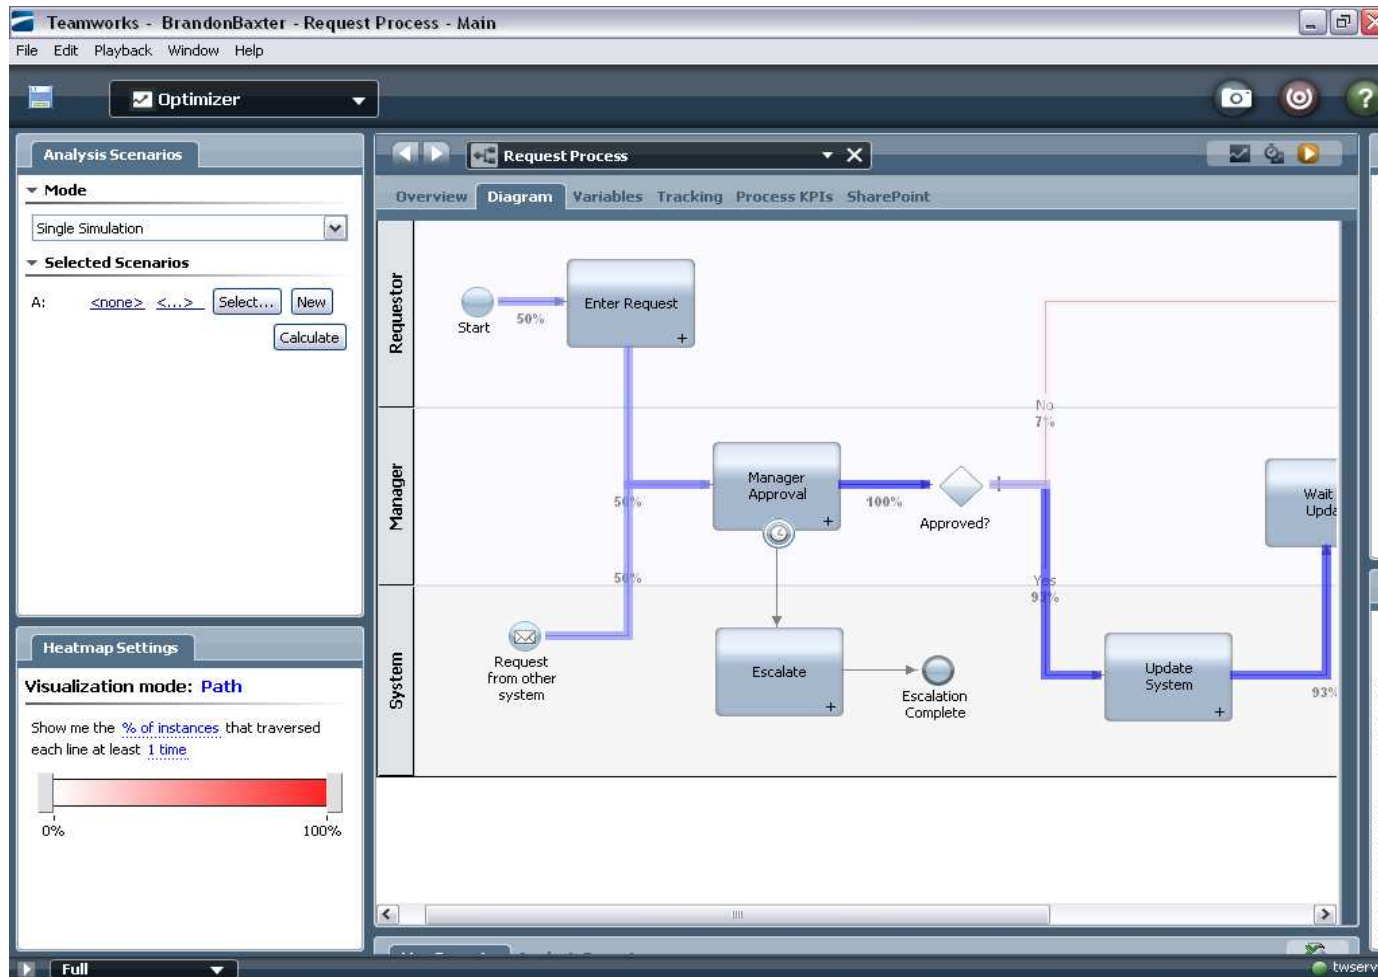 Teamworks - BrandonBaxter - Request Process - Main
File Edit Playback Window Help
Optimizer
?
Analysis Scenarios
Mode
Single Simulation
Selected Scenarios
A: <none> <...> Select... New
Calculate
Heatmap Settings
Visualization mode: Path
Show me the % of instances that traversed
each line at least 1 time
0% 100%
Request Process
Overview Diagram Variables Tracking Process KPIs SharePoint
Requestor
Start
50%
Enter Request
+
No
7%
Manager
50%
Manager
Approval
+
100%
Approved?
Wait
Upda
50%
Yes
93%
System
Request
from other
system
Escalate
+
Escalation
Complete
Update
System
+
93%
Full
twserv